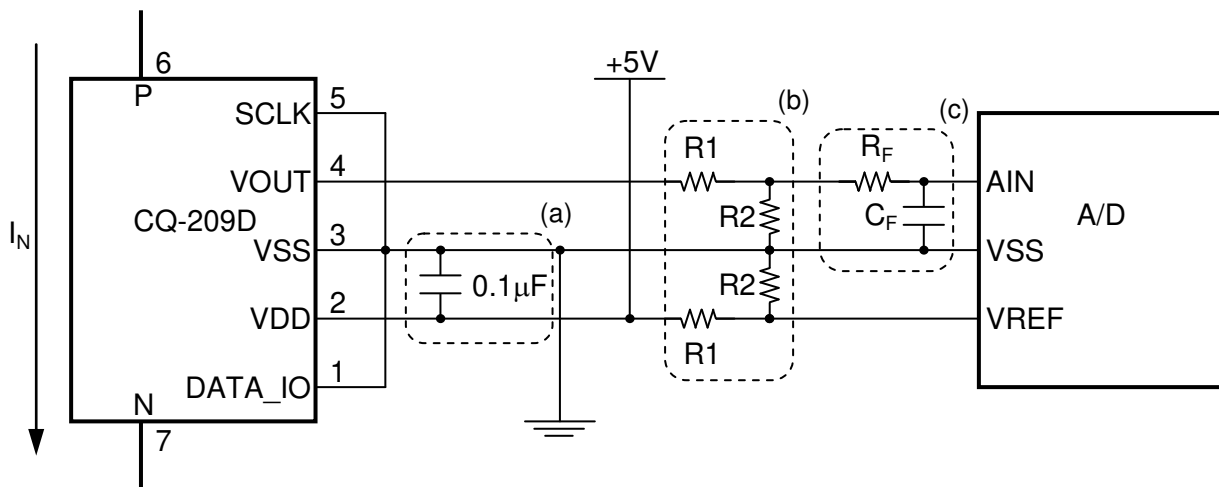 +5V
6
(b)
P
(c)
SCLK
5
R1
RF
VOUT
4
AIN
IN
CQ-209D
(a)
R2
CF
A/D
VSS
3
VSS
0.1μF
R2
VDD
2
VREF
R1
DATA_IO
1
N
7